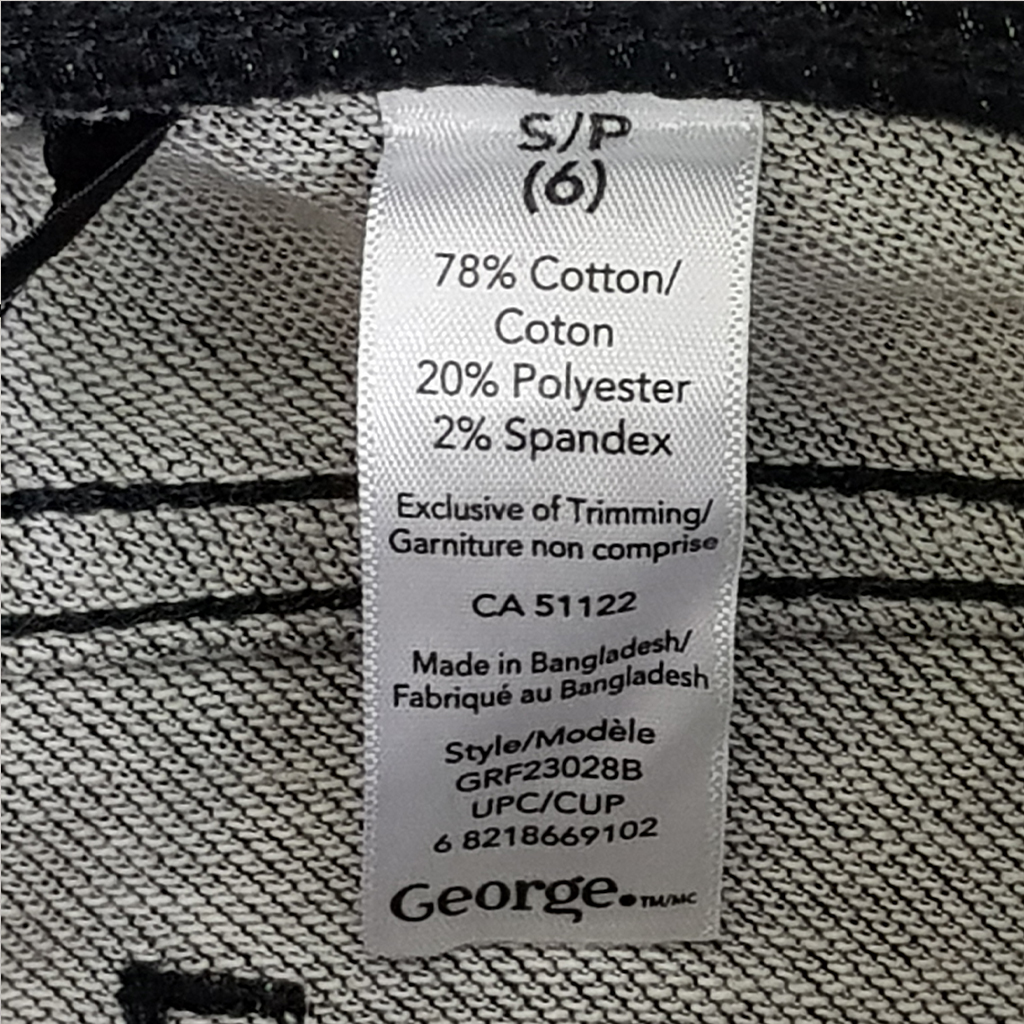 S/P
(6)
78% Cotton/
Coton
20% Polyester
2% Spandex
Exclusive of Trimming/
Garniture non comprise
CA 51122
Made in Bangladesh/
Fabriqué au Bangladesh
Style/Modèle
GRF23028B
UPC/CUP
6 8218669102
George.TM/MC